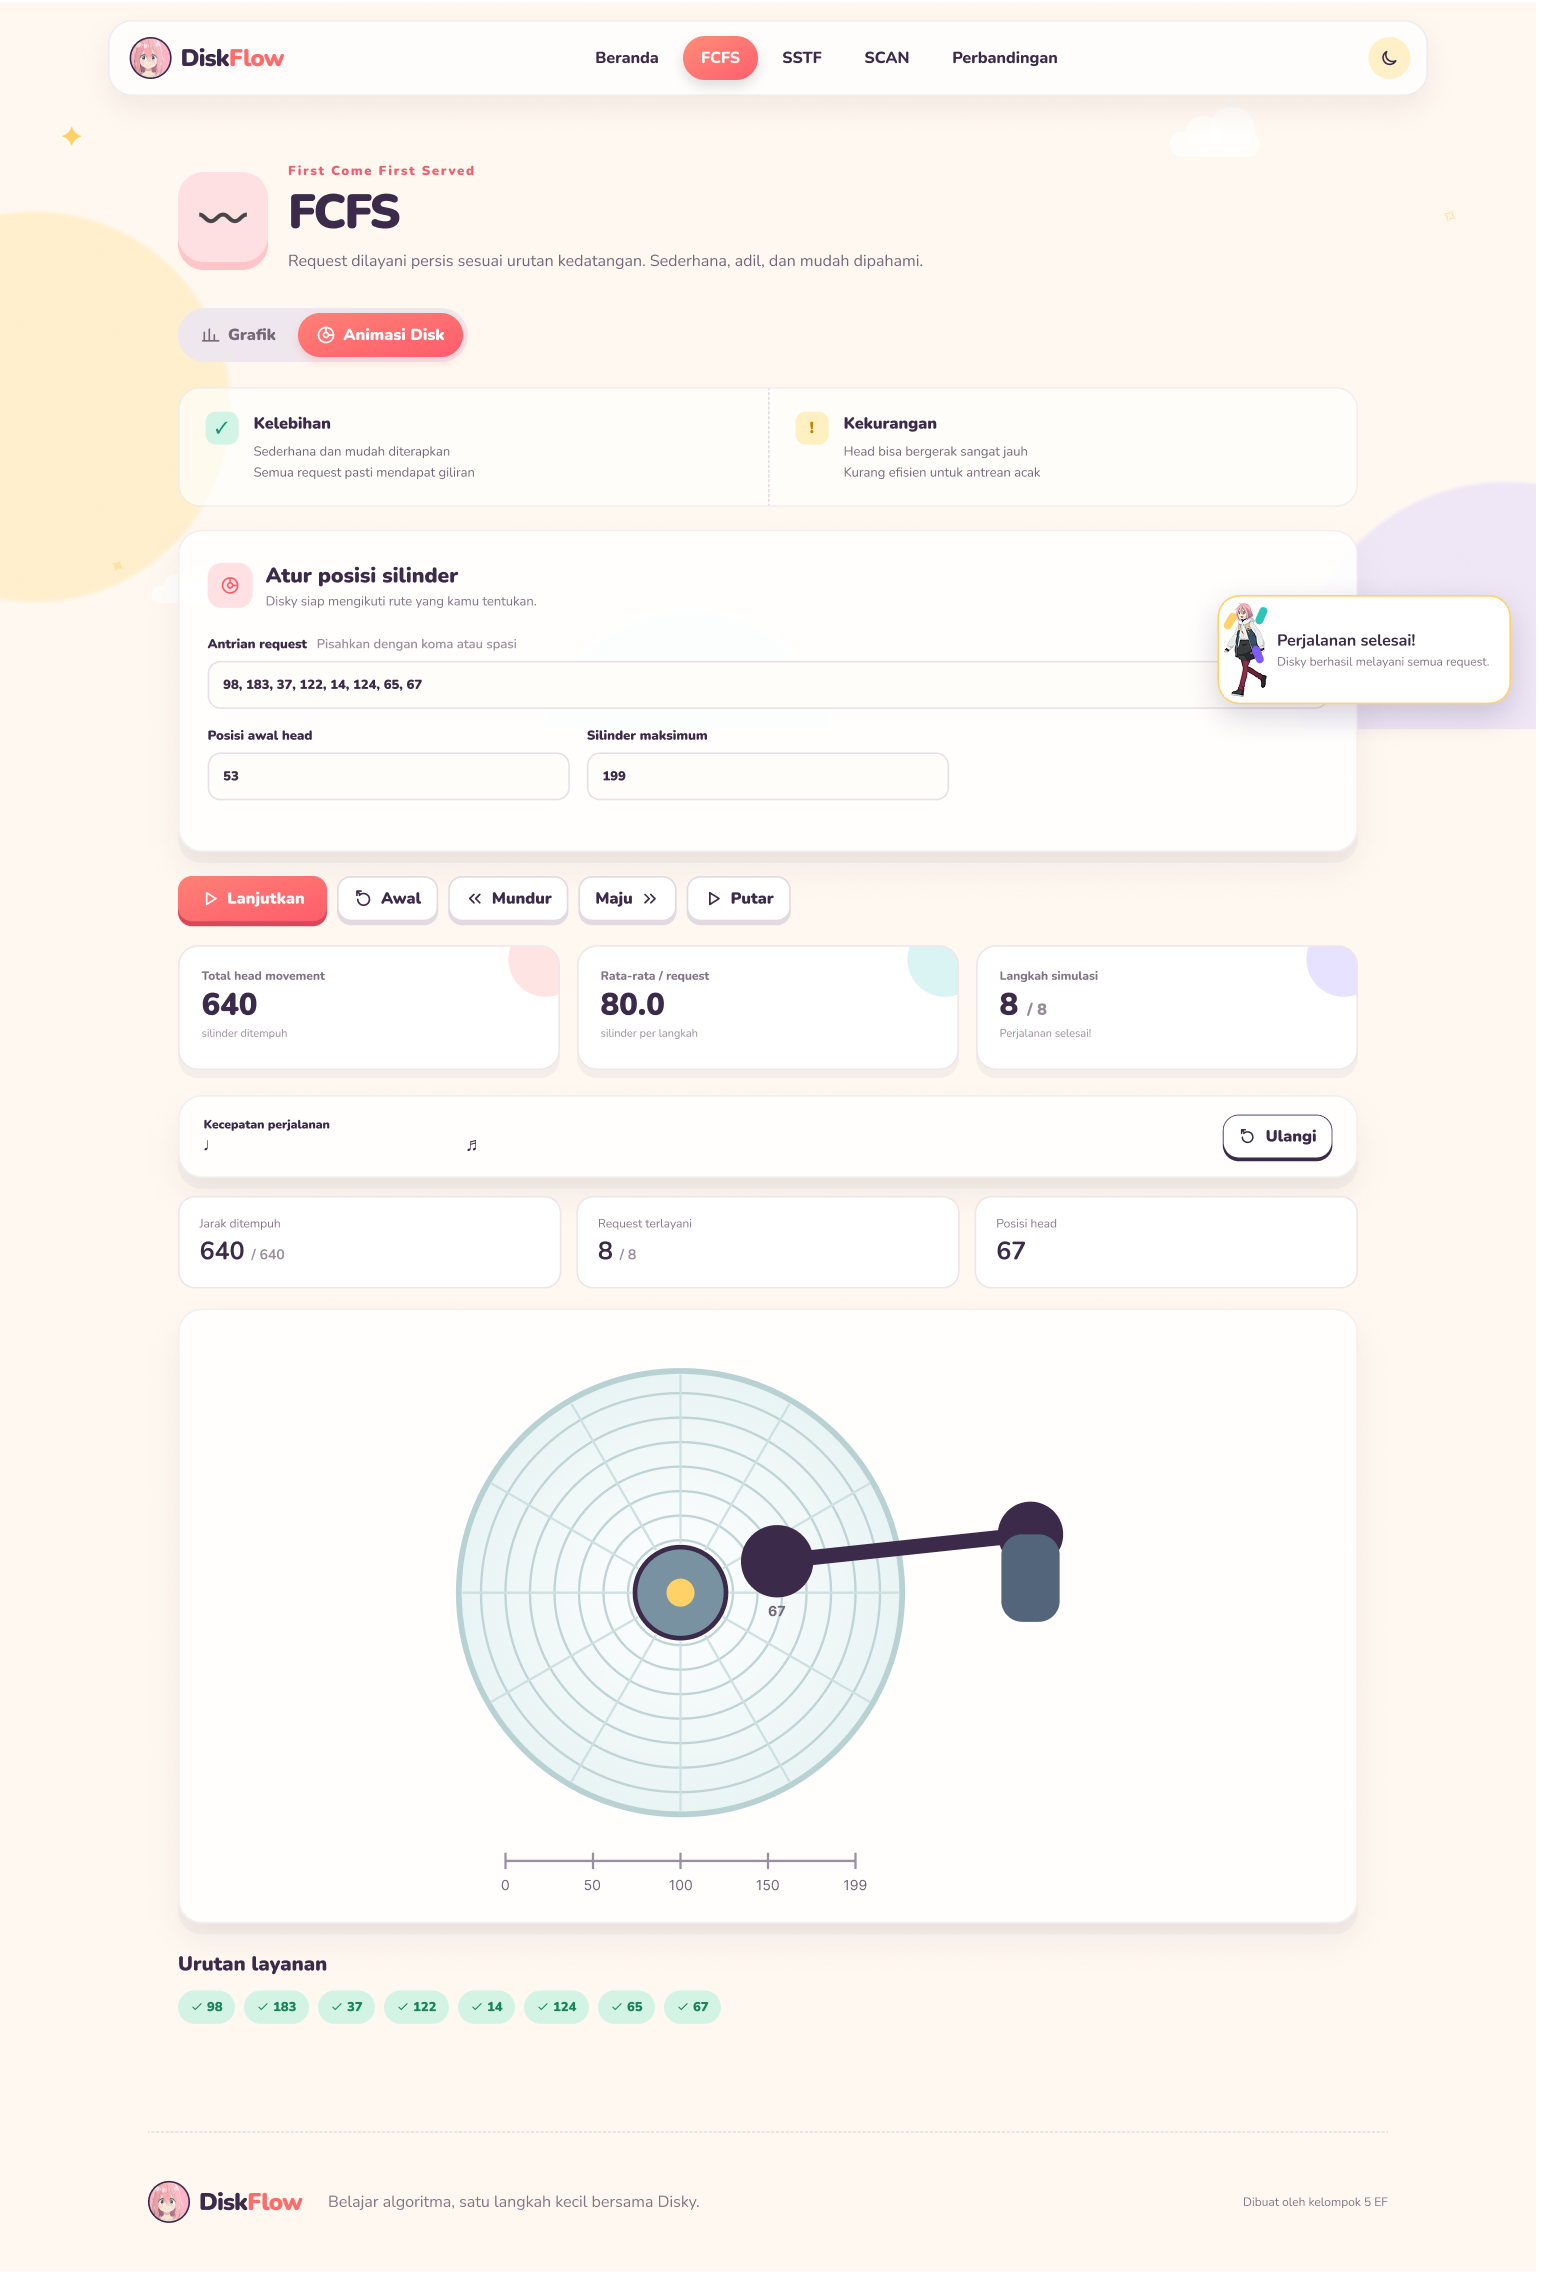 DiskFlow
Beranda
FCFS
SSTF
SCAN
Perbandingan
First Come First Served
FCFS
Request dilayani persis sesuai urutan kedatangan. Sederhana, adil, dan mudah dipahami.
Grafik
Animasi Disk
Kelebihan
Sederhana dan mudah diterapkan
Semua request pasti mendapat giliran
Kekurangan
Head bisa bergerak sangat jauh
Kurang efisien untuk antrean acak
Atur posisi silinder
Disky siap mengikuti rute yang kamu tentukan.
Antrian request Pisahkan dengan koma atau spasi
98, 183, 37, 122, 14, 124, 65, 67
Perjalanan selesai!
Disky berhasil melayani semua request.
Posisi awal head
53
Silinder maksimum
199
Lanjutkan
Awal
Mundur
Maju
Putar
Total head movement
640
silinder ditempuh
Rata-rata / request
80.0
silinder per langkah
Langkah simulasi
8 / 8
Perjalanan selesai!
Kecepatan perjalanan
Ulangi
Jarak ditempuh
640 / 640
Request terlayani
8 / 8
Posisi head
67
67
0 50 100 150 199
Urutan layanan
✓ 98 ✓ 183 ✓ 37 ✓ 122 ✓ 14 ✓ 124 ✓ 65 ✓ 67
DiskFlow
Belajar algoritma, satu langkah kecil bersama Disky.
Dibuat oleh kelompok 5 EF